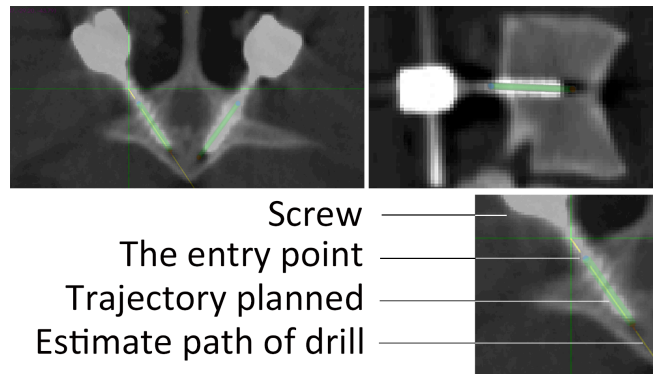 Screw
The entry point
Trajectory planned
Estimate path of drill